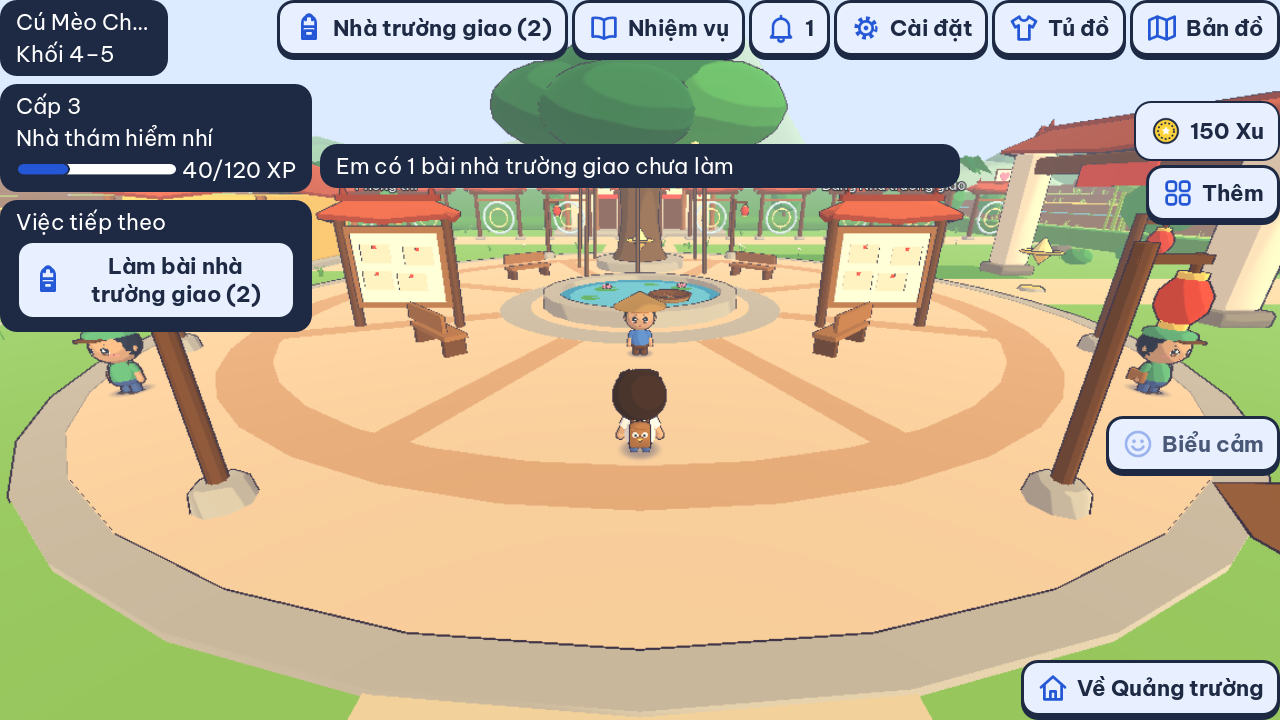 Cú Mèo Ch...
Khối 4–5
Nhà trường giao (2)
Nhiệm vụ
1
Cài đặt
Tủ đồ
Bản đồ
Cấp 3
Nhà thám hiểm nhí
40/120 XP
150 Xu
Em có 1 bài nhà trường giao chưa làm
Thêm
Việc tiếp theo
Làm bài nhà
trường giao (2)
Biểu cảm
Về Quảng trường